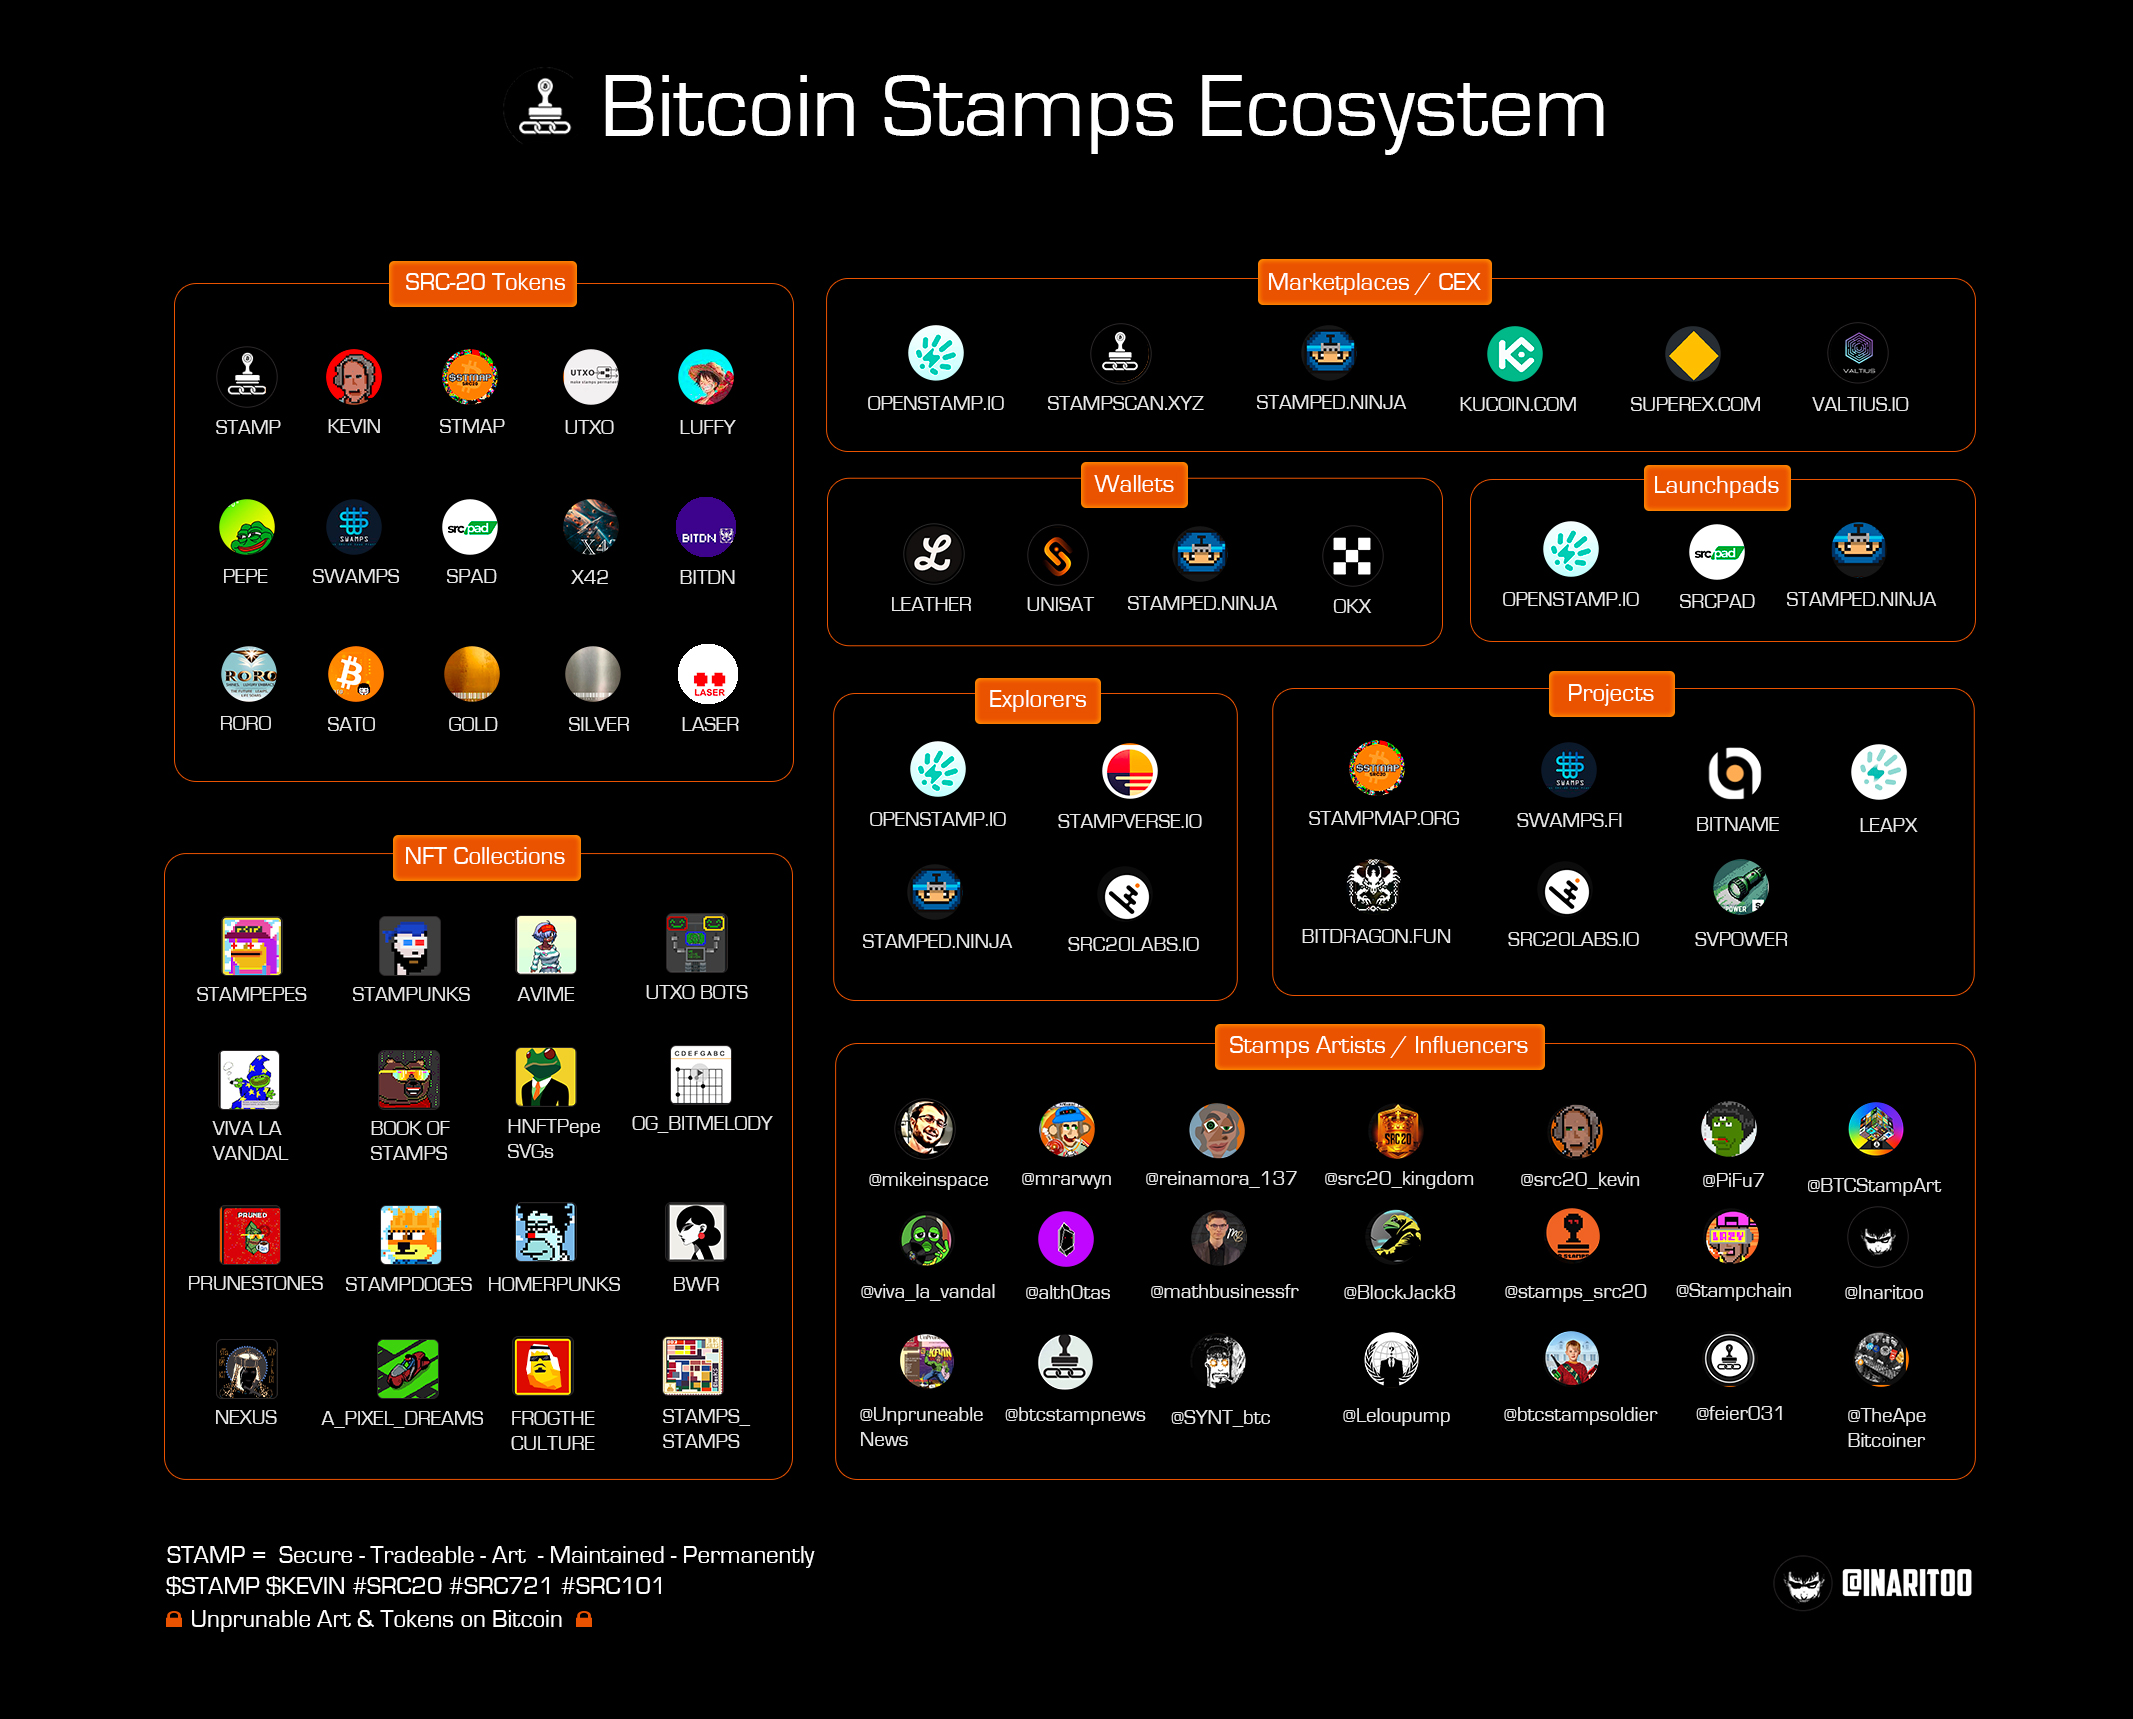 Bitcoin Stamps Ecosystem
SRC-20 Tokens
STAMP KEVIN STMAP UTXO LUFFY
PEPE SWAMPS SPAD X42 BITDN
RORO SATO GOLD SILVER LASER
NFT Collections
STAMPEPES STAMPUNKS AVIME UTXO BOTS
VIVA LA VANDAL
BOOK OF STAMPS
HNFTPepe SVGs
OG_BITMELODY
PRUNESTONES STAMPDOGES HOMERPUNKS BWR
NEXUS A_PIXEL_DREAMS
FROGTHE CULTURE
STAMPS_ STAMPS
Marketplaces / CEX
OPENSTAMP.IO STAMPSCAN.XYZ STAMPED.NINJA KUCOIN.COM SUPEREX.COM VALTIUS.IO
Wallets
LEATHER UNISAT STAMPED.NINJA OKX
Launchpads
OPENSTAMP.IO SRCPAD STAMPED.NINJA
Explorers
OPENSTAMP.IO STAMPVERSE.IO
STAMPED.NINJA SRC20LABS.IO
Projects
STAMPMAP.ORG SWAMPS.FI BITNAME LEAPX
BITDRAGON.FUN SRC20LABS.IO SVPOWER
Stamps Artists / Influencers
@mikeinspace @mrarwyn @reinamora_137 @src20_kingdom @src20_kevin @PiFu7 @BTCStampArt
@viva_la_vandal @alth0tas @mathbusinessfr @BlockJack8 @stamps_src20 @Stampchain @Inaritoo
@Unpruneable News
@btcstampnews @SYNT_btc @Leloupump @btcstampsoldier @feier031
@TheApe Bitcoiner
STAMP = Secure - Tradeable - Art - Maintained - Permanently
$STAMP $KEVIN #SRC20 #SRC721 #SRC101
Unprunable Art & Tokens on Bitcoin
@INARITOO